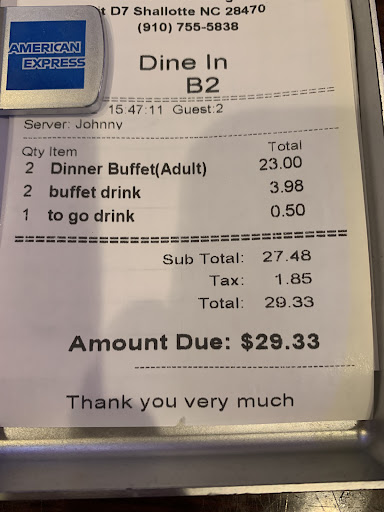 t D7 Shallotte NC 28470
(910) 755-5838
AMERICAN
EXPRESS
Dine In
B2
15:47:11 Guest:2
Server: Johnny
Qty Item Total
2 Dinner Buffet(Adult) 23.00
2 buffet drink 3.98
1 to go drink 0.50
Sub Total: 27.48
Tax: 1.85
Total: 29.33
Amount Due: $29.33
Thank you very much